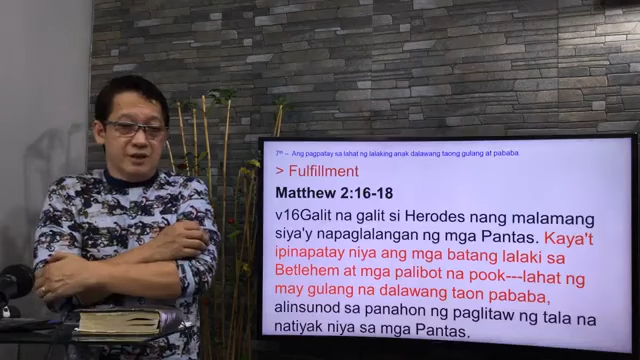 7th – Ang pagpatay sa lahat ng lalaking anak dalawang taong gulang at pababa
> Fulfillment
Matthew 2:16-18
v16Galit na galit si Herodes nang malamang
siya'y napaglalangan ng mga Pantas. Kaya't
ipinapatay niya ang mga batang lalaki sa
Betlehem at mga palibot na pook---lahat ng
may gulang na dalawang taon pababa,
alinsunod sa panahon ng paglitaw ng tala na
natiyak niya sa mga Pantas.